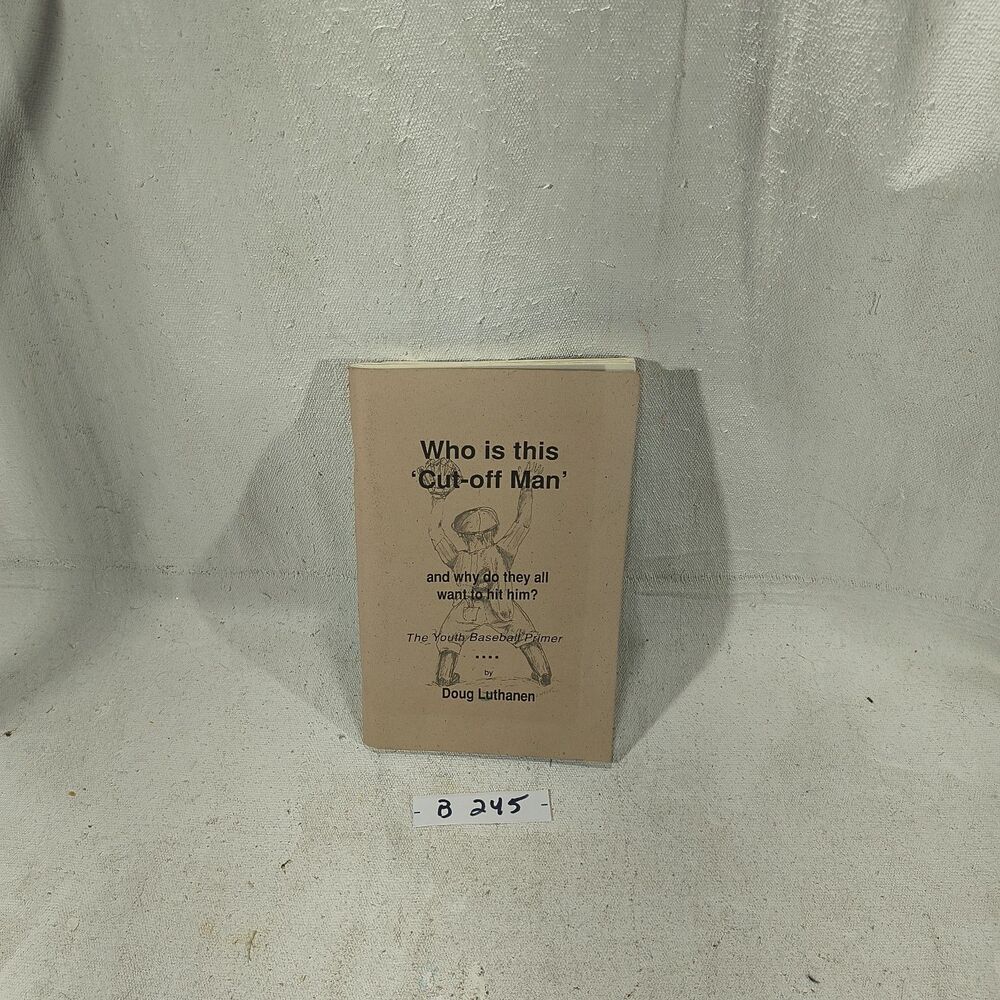 Who is this
‘Cut-off Man’
and why do they all
want to hit him?
The Youth Baseball Primer
by
Doug Luthanen
- B 245 -